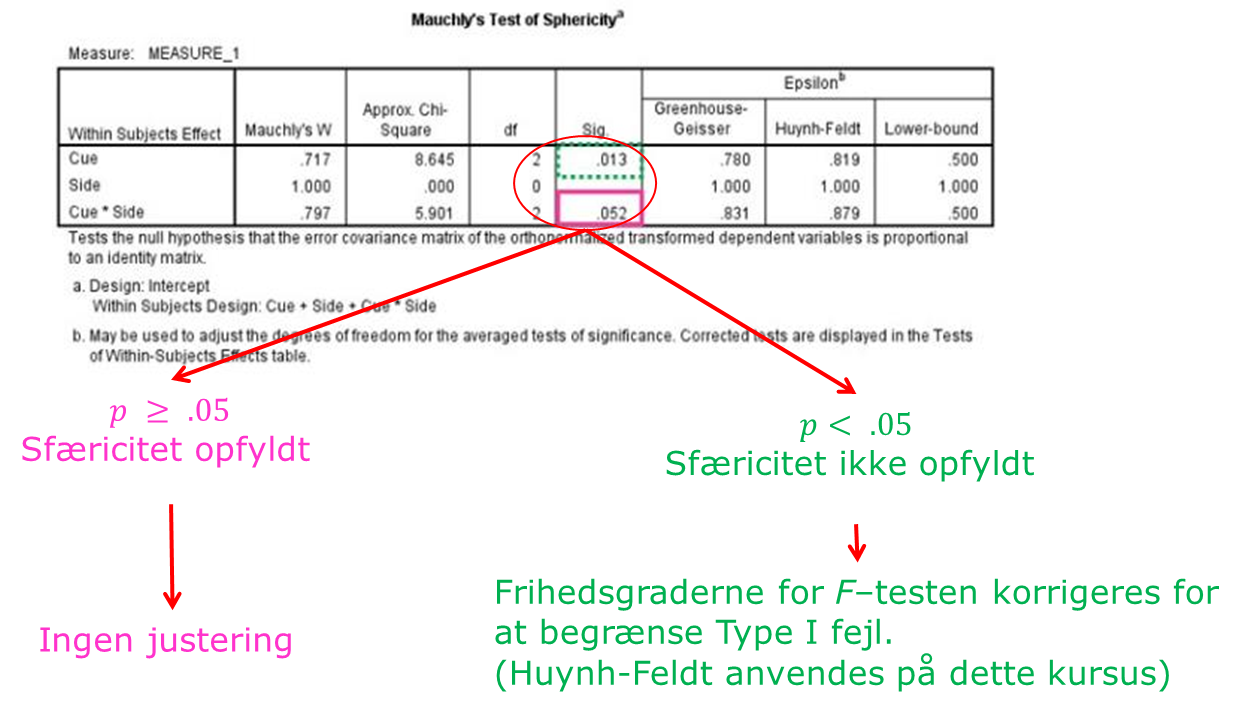 Mauchly's Test of Sphericityᵃ
Measure: MEASURE_1
Within Subjects Effect Mauchly's W Approx. Chi-Square df Sig. Epsilonᵇ Greenhouse-Geisser Huynh-Feldt Lower-bound
Cue .717 8.645 2 .013 .780 .819 .500
Side 1.000 .000 0 1.000 1.000 1.000
Cue * Side .797 5.901 2 .052 .831 .879 .500
Tests the null hypothesis that the error covariance matrix of the orthonormalized transformed dependent variables is proportional
to an identity matrix.
a. Design: Intercept
Within Subjects Design: Cue + Side + Cue * Side
b. May be used to adjust the degrees of freedom for the averaged tests of significance. Corrected tests are displayed in the Tests
of Within-Subjects Effects table.
p ≥ .05
Sfæricitet opfyldt
Ingen justering
p < .05
Sfæricitet ikke opfyldt
Frihedsgraderne for F–testen korrigeres for
at begrænse Type I fejl.
(Huynh-Feldt anvendes på dette kursus)